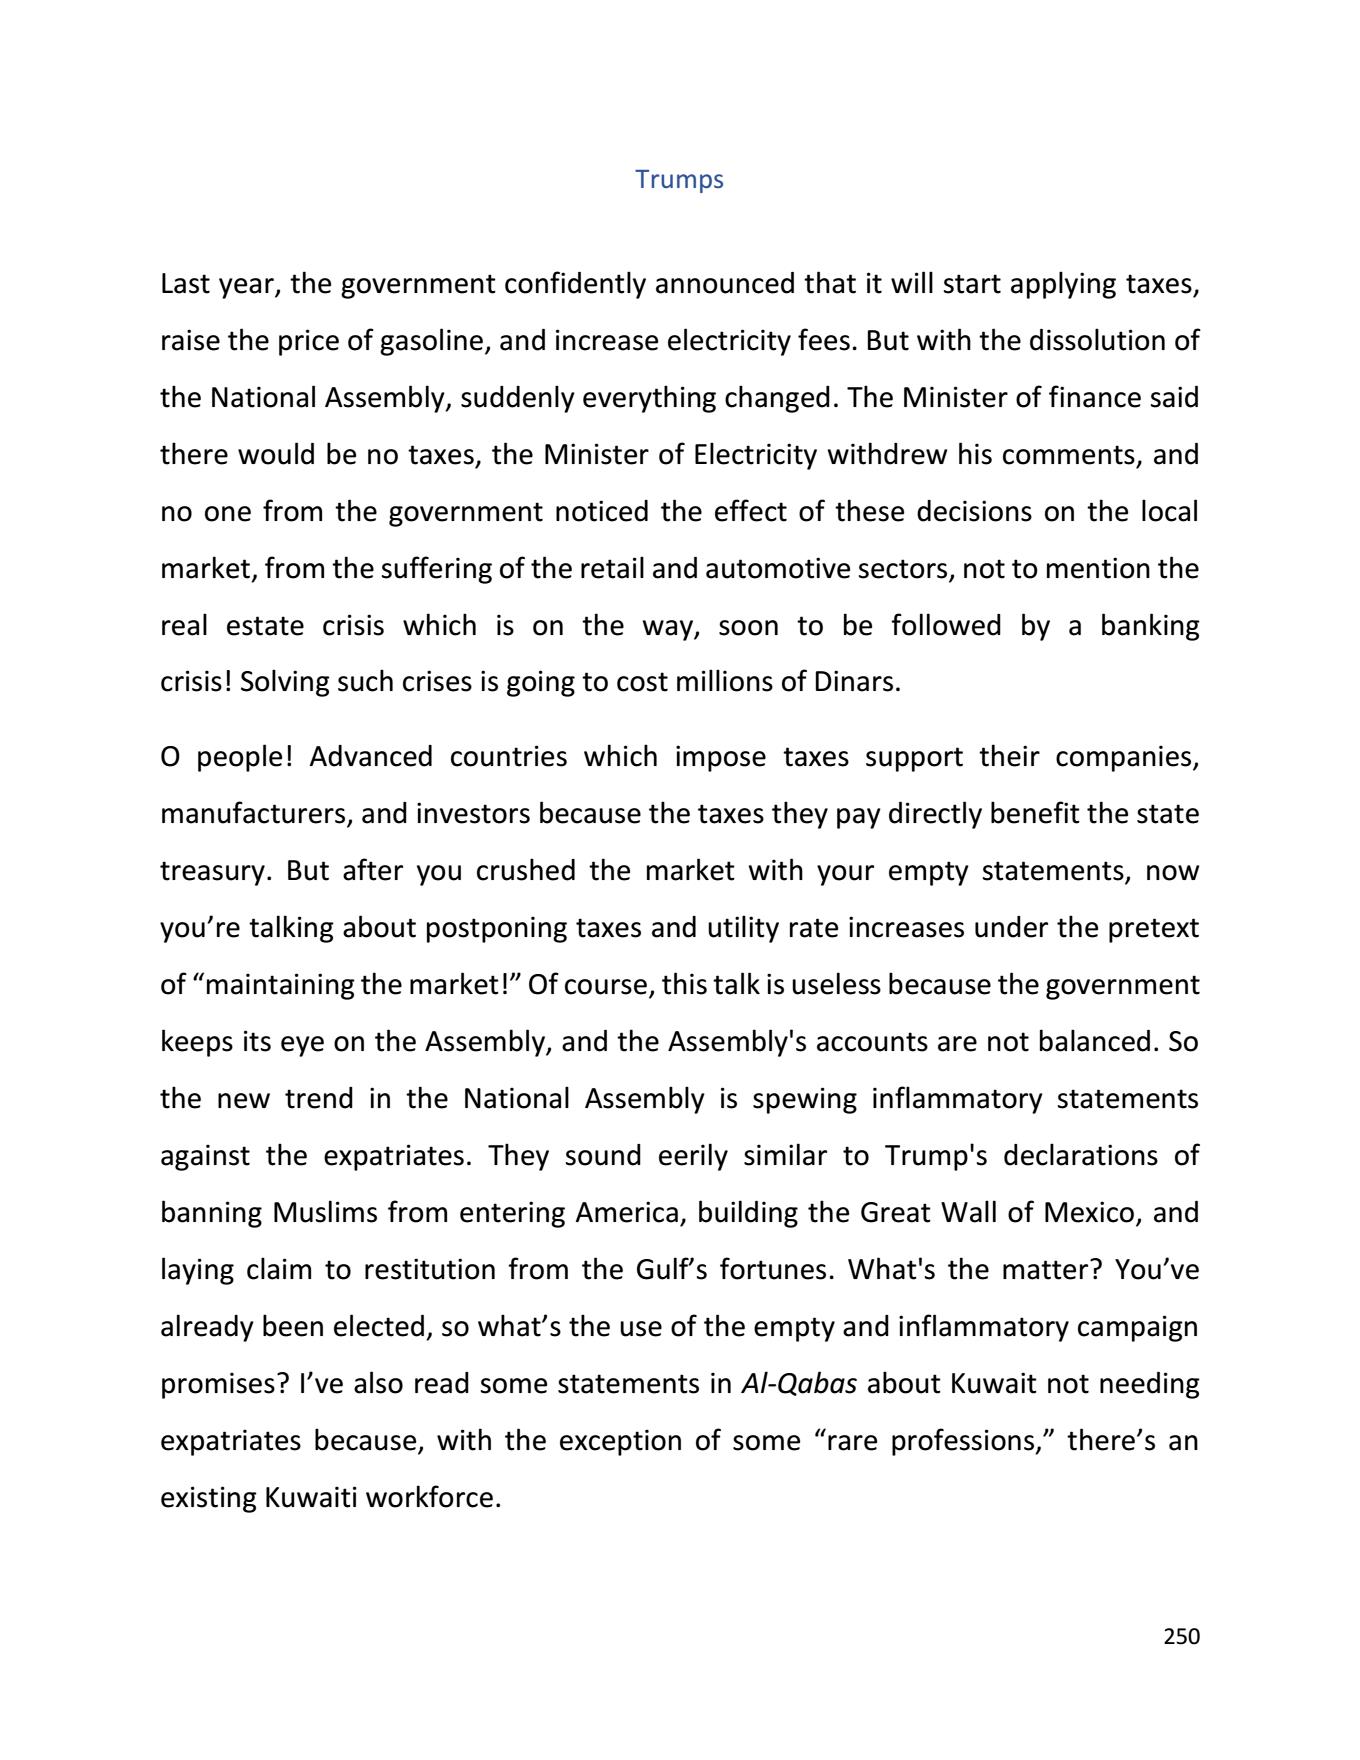 Trumps
Last year, the government confidently announced that it will start applying taxes,
raise the price of gasoline, and increase electricity fees. But with the dissolution of
the National Assembly, suddenly everything changed. The Minister of finance said
there would be no taxes, the Minister of Electricity withdrew his comments, and
no one from the government noticed the effect of these decisions on the local
market, from the suffering of the retail and automotive sectors, not to mention the
real estate crisis which is on the way, soon to be followed by a banking
crisis! Solving such crises is going to cost millions of Dinars.
O people! Advanced countries which impose taxes support their companies,
manufacturers, and investors because the taxes they pay directly benefit the state
treasury. But after you crushed the market with your empty statements, now
you’re talking about postponing taxes and utility rate increases under the pretext
of “maintaining the market!” Of course, this talk is useless because the government
keeps its eye on the Assembly, and the Assembly's accounts are not balanced. So
the new trend in the National Assembly is spewing inflammatory statements
against the expatriates. They sound eerily similar to Trump's declarations of
banning Muslims from entering America, building the Great Wall of Mexico, and
laying claim to restitution from the Gulf’s fortunes. What's the matter? You’ve
already been elected, so what’s the use of the empty and inflammatory campaign
promises? I’ve also read some statements in Al-Qabas about Kuwait not needing
expatriates because, with the exception of some “rare professions,” there’s an
existing Kuwaiti workforce.
250